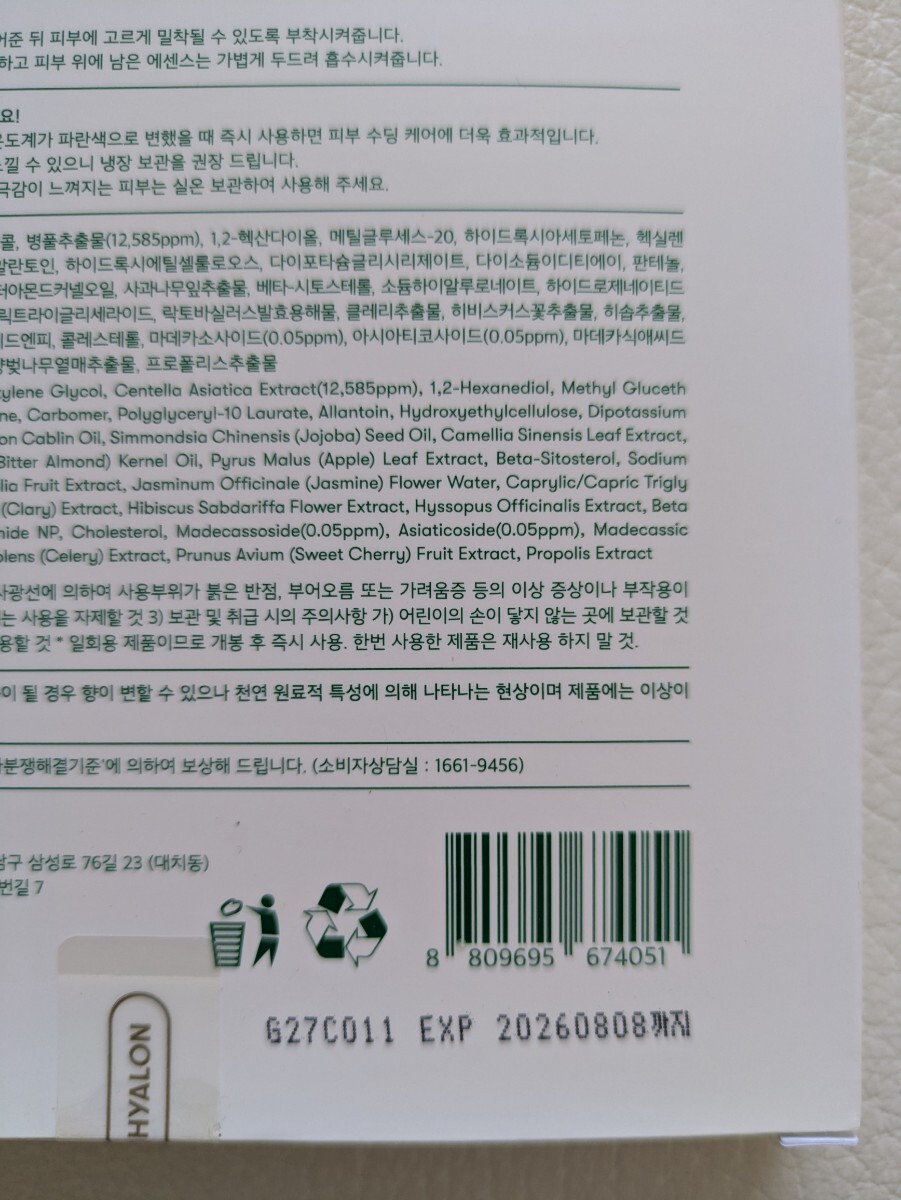 어준 뒤 피부에 고르게 밀착될 수 있도록 부착시켜줍니다.
하고 피부 위에 남은 에센스는 가볍게 두드려 흡수시켜줍니다.
요!
온도계가 파란색으로 변했을 때 즉시 사용하면 피부 수딩 케어에 더욱 효과적입니다.
느낄 수 있으니 냉장 보관을 권장 드립니다.
극감이 느껴지는 피부는 실온 보관하여 사용해 주세요.
콜, 병풀추출물(12,585ppm), 1,2-헥산다이올, 메틸글루세스-20, 하이드록시아세토페논, 헥실렌
알란토인, 하이드록시에틸셀룰로오스, 다이포타슘글리시리제이트, 다이소듐이디티에이, 판테놀,
터아몬드커넬오일, 사과나무잎추출물, 베타-시토스테롤, 소듐하이알루로네이트, 하이드로제네이티드
릭트라이글리세라이드, 락토바실러스발효용해물, 클레리추출물, 히비스커스꽃추출물, 히솝추출물,
드엔피, 콜레스테롤, 마데카소사이드(0.05ppm), 아시아티코사이드(0.05ppm), 마데카식애씨드
양벚나무열매추출물, 프로폴리스추출물
tylene Glycol, Centella Asiatica Extract(12,585ppm), 1,2-Hexanediol, Methyl Gluceth
ne, Carbomer, Polyglyceryl-10 Laurate, Allantoin, Hydroxyethylcellulose, Dipotassium
on Cablin Oil, Simmondsia Chinensis (Jojoba) Seed Oil, Camellia Sinensis Leaf Extract,
Bitter Almond) Kernel Oil, Pyrus Malus (Apple) Leaf Extract, Beta-Sitosterol, Sodium
lia Fruit Extract, Jasminum Officinale (Jasmine) Flower Water, Caprylic/Capric Trigly
(Clary) Extract, Hibiscus Sabdariffa Flower Extract, Hyssopus Officinalis Extract, Beta
mide NP, Cholesterol, Madecassoside(0.05ppm), Asiaticoside(0.05ppm), Madecassic
olens (Celery) Extract, Prunus Avium (Sweet Cherry) Fruit Extract, Propolis Extract
사광선에 의하여 사용부위가 붉은 반점, 부어오름 또는 가려움증 등의 이상 증상이나 부작용이
는 사용을 자제할 것 3) 보관 및 취급 시의 주의사항 가) 어린이의 손이 닿지 않는 곳에 보관할 것
용할 것 * 일회용 제품이므로 개봉 후 즉시 사용. 한번 사용한 제품은 재사용 하지 말 것.
이 될 경우 향이 변할 수 있으나 천연 원료적 특성에 의해 나타나는 현상이며 제품에는 이상이
분쟁해결기준'에 의하여 보상해 드립니다. (소비자상담실 : 1661-9456)
남구 삼성로 76길 23 (대치동)
번길 7
8 809695 674051
G27C011 EXP 20260808까지
HYALON